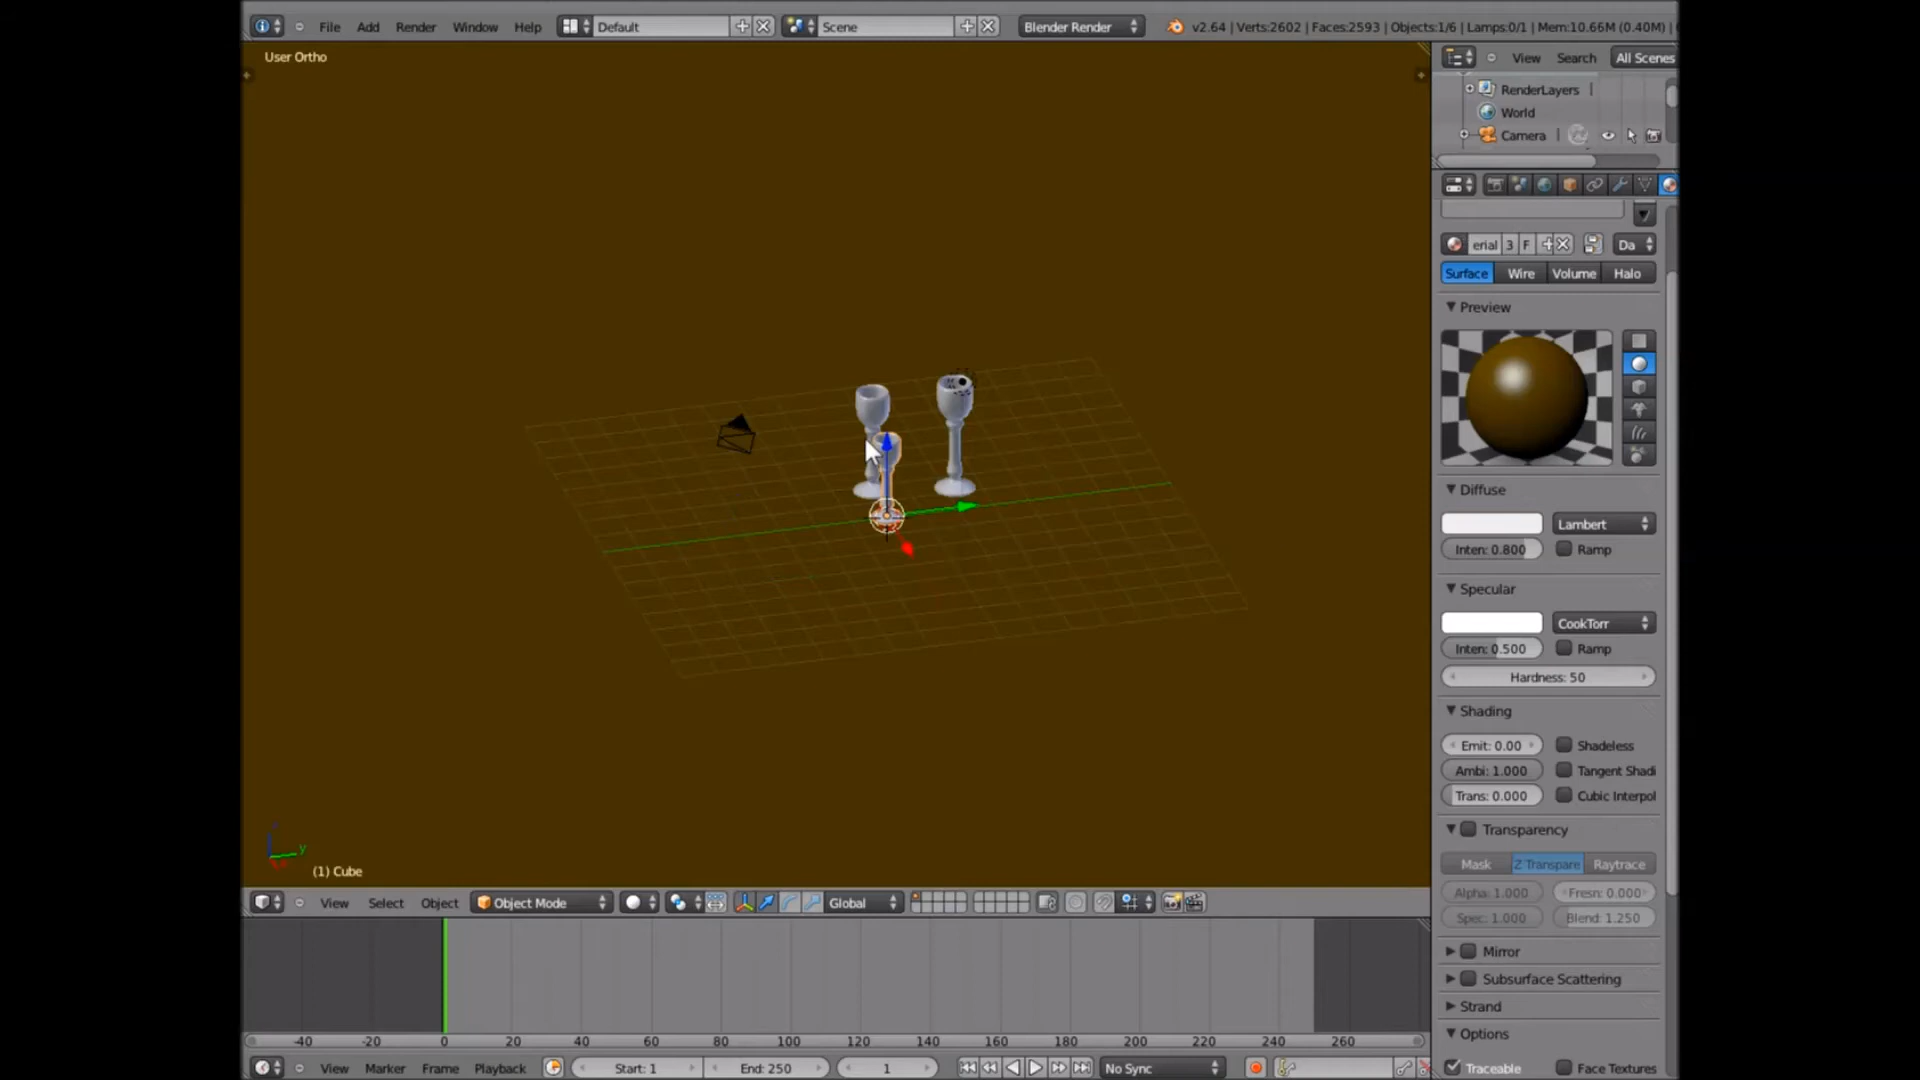 File Add Render Window Help Default Scene Blender Render v2.64 | Verts:2602 | Faces:2593 | Objects:1/6 | Lamps:0/1 | Mem:10.66M (0.40M) |
User Ortho
View Search All Scenes
RenderLayers
World
Camera
erial 3 F Da
Surface Wire Volume Halo
Preview
Diffuse
Lambert
Inten: 0.800 Ramp
Specular
CookTorr
Inten: 0.500 Ramp
Hardness: 50
Shading
Emit: 0.00 Shadeless
Ambi: 1.000 Tangent Shadi
Trans: 0.000 Cubic Interpol
Transparency
Mask Z Transpare Raytrace
Alpha: 1.000 Fresn: 0.000
Spec: 1.000 Blend: 1.250
Mirror
Subsurface Scattering
Strand
Options
Traceable Face Textures
y
(1) Cube
View Select Object Object Mode Global
-40 -20 0 20 40 60 80 100 120 140 160 180 200 220 240 260
View Marker Frame Playback Start: 1 End: 250 1 No Sync